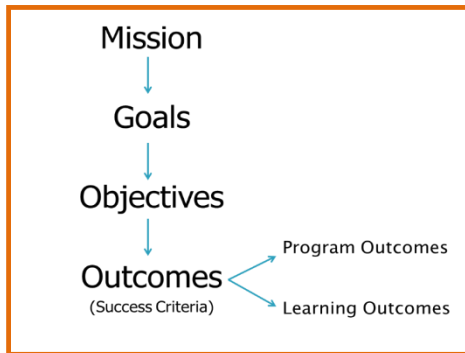 Mission
Goals
Objectives
Outcomes
(Success Criteria)
Program Outcomes
Learning Outcomes